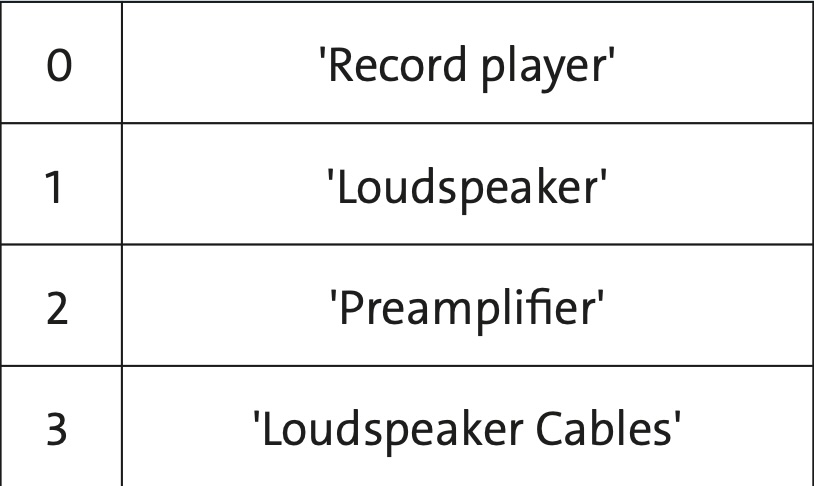 0 'Record player'
1 'Loudspeaker'
2 'Preamplifier'
3 'Loudspeaker Cables'